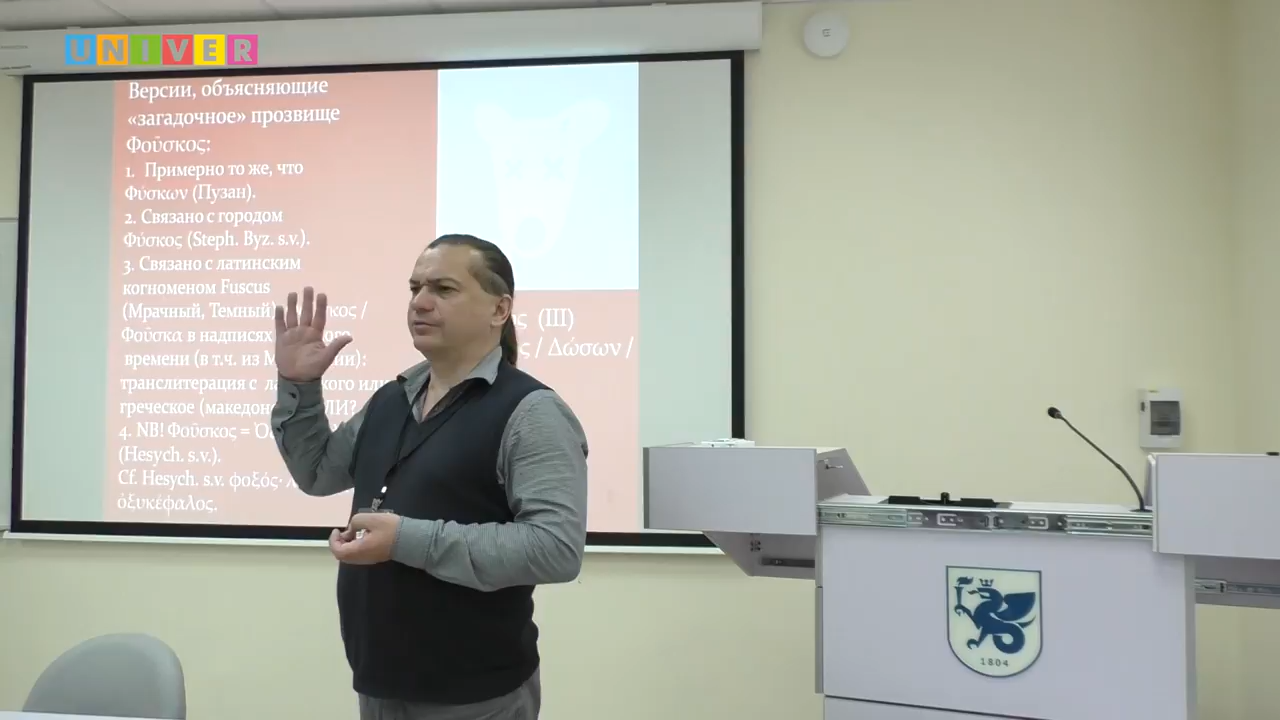 UNIVER
Версии, объясняющие
«загадочное» прозвище
Φοῦσκος:
1. Примерно то же, что
Φύσκων (Пузан).
2. Связано с городом
Φύσκος (Steph. Byz. s.v.).
3. Связано с латинским
когноменом Fuscus
(Мрачный, Темный)
Φοῦσκα в надписях
времени (в т.ч. из
транслитерация с или
греческое
4. NB! Φοῦσκος =
(Hesych. s.v.).
Cf. Hesych. s.v. φοξός·
ὀξυκέφαλος.
(III)
/ Δώσων /
1804